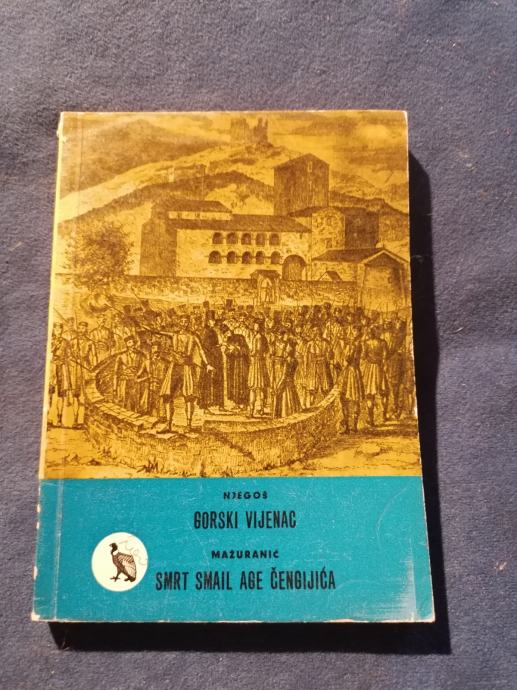 NJEGOŠ
GORSKI VIJENAC
MAŽURANIĆ
SMRT SMAIL AGE ČENGIJIĆA